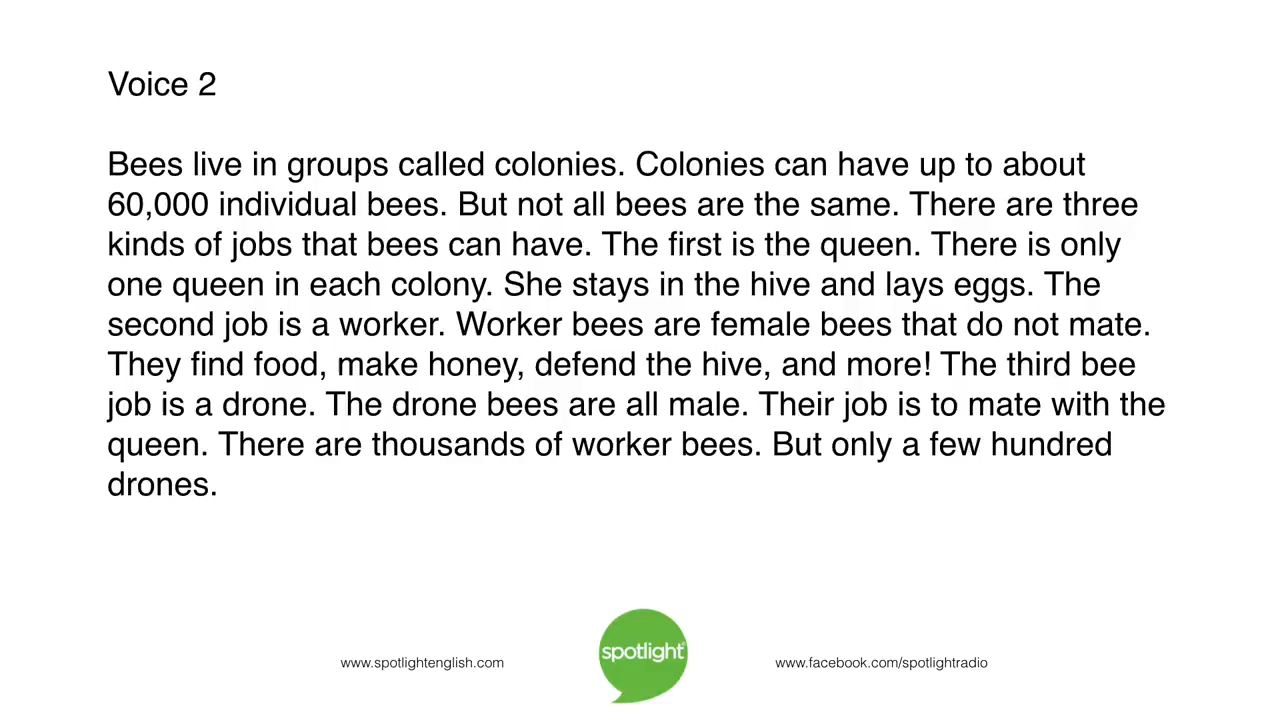 Voice 2
Bees live in groups called colonies. Colonies can have up to about
60,000 individual bees. But not all bees are the same. There are three
kinds of jobs that bees can have. The first is the queen. There is only
one queen in each colony. She stays in the hive and lays eggs. The
second job is a worker. Worker bees are female bees that do not mate.
They find food, make honey, defend the hive, and more! The third bee
job is a drone. The drone bees are all male. Their job is to mate with the
queen. There are thousands of worker bees. But only a few hundred
drones.
www.spotlightenglish.com
spotlight
www.facebook.com/spotlightradio